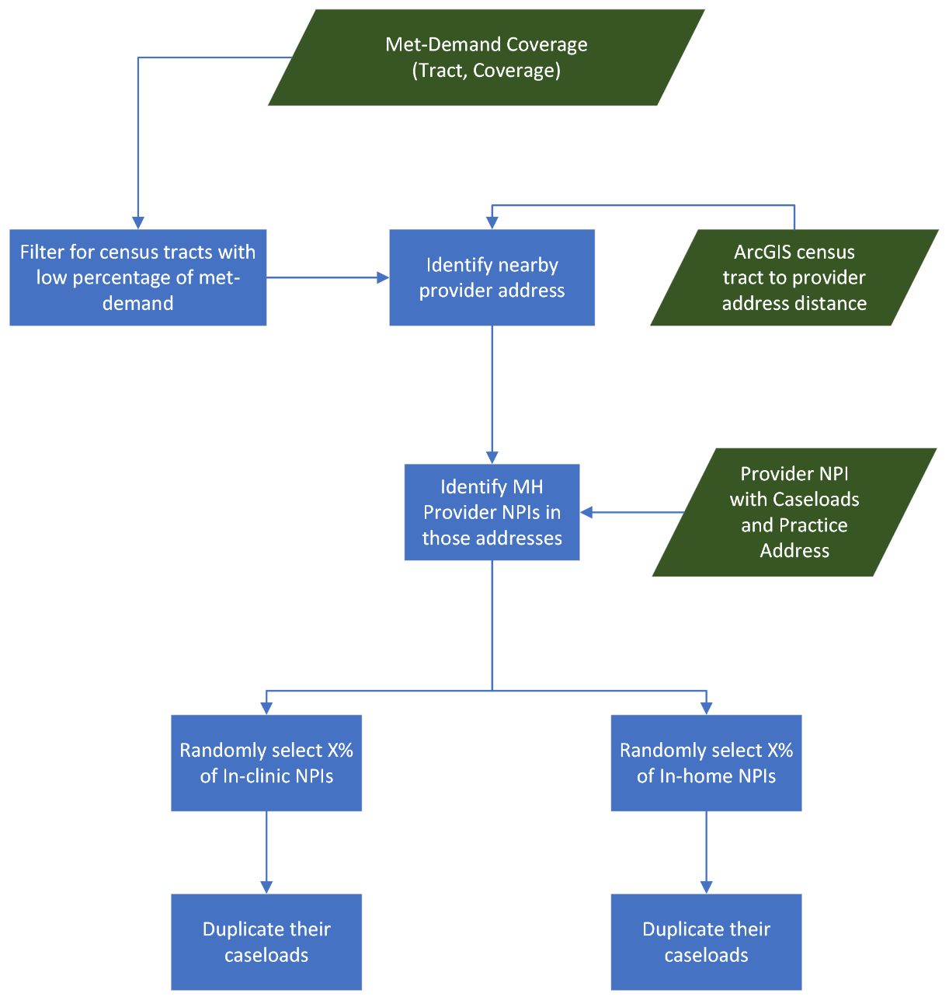 Met-Demand Coverage
(Tract, Coverage)
Filter for census tracts with
low percentage of met-
demand
Identify nearby
provider address
ArcGIS census
tract to provider
address distance
Identify MH
Provider NPIs in
those addresses
Provider NPI
with Caseloads
and Practice
Address
Randomly select X%
of In-clinic NPIs
Randomly select X%
of In-home NPIs
Duplicate their
caseloads
Duplicate their
caseloads